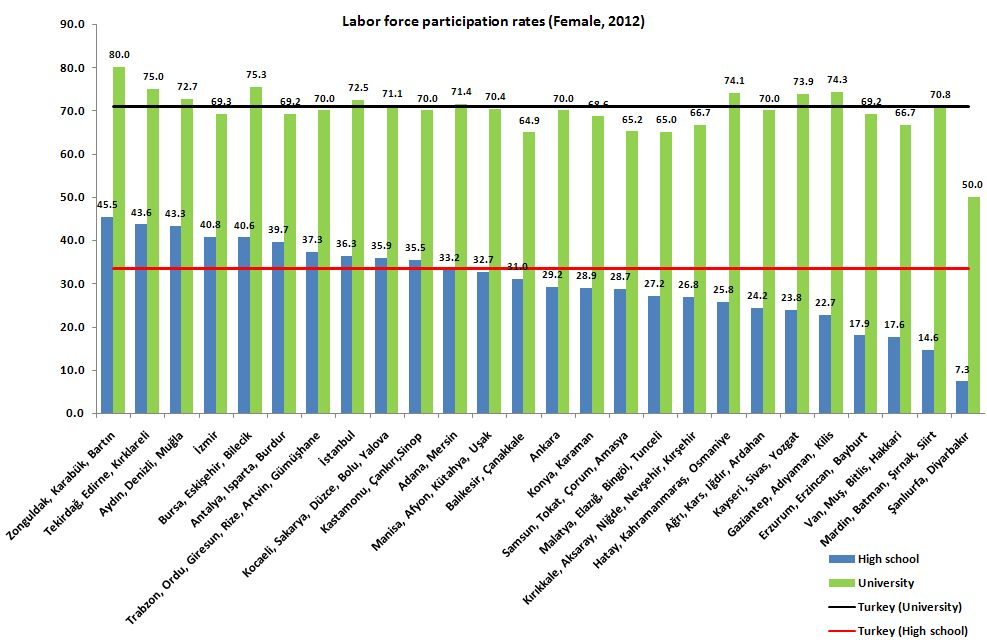 Labor force participation rates (Female, 2012)
90.0
80.0
70.0
60.0
50.0
40.0
30.0
20.0
10.0
0.0
80.0
75.0
72.7
69.3
75.3
69.2
70.0
72.5
71.1
70.0
71.4
70.4
64.9
70.0
68.6
65.2
65.0
66.7
74.1
70.0
73.9
74.3
69.2
66.7
70.8
50.0
45.5
43.6
43.3
40.8
40.6
39.7
37.3
36.3
35.9
35.5
33.2
32.7
31.0
29.2
28.9
28.7
27.2
26.8
25.8
24.2
23.8
22.7
17.9
17.6
14.6
7.3
Zonguldak, Karabük, Bartın
Tekirdağ, Edirne, Kırklareli
Aydın, Denizli, Muğla
İzmir
Bursa, Eskişehir, Bilecik
Antalya, Isparta, Burdur
Trabzon, Ordu, Giresun, Rize, Artvin, Gümüşhane
İstanbul
Kocaeli, Sakarya, Düzce, Bolu, Yalova
Kastamonu, Çankırı,Sinop
Adana, Mersin
Manisa, Afyon, Kütahya, Uşak
Balıkesir, Çanakkale
Ankara
Konya, Karaman
Samsun, Tokat, Çorum, Amasya
Malatya, Elazığ, Bingöl, Tunceli
Kırıkkale, Aksaray, Niğde, Nevşehir, Kırşehir
Hatay, Kahramanmaraş, Osmaniye
Ağrı, Kars, Iğdır, Ardahan
Kayseri, Sivas, Yozgat
Gaziantep, Adıyaman, Kilis
Erzurum, Erzincan, Bayburt
Van, Muş, Bitlis, Hakkari
Mardin, Batman, Şırnak, Siirt
Şanlıurfa, Diyarbakır
High school
University
Turkey (University)
Turkey (High school)